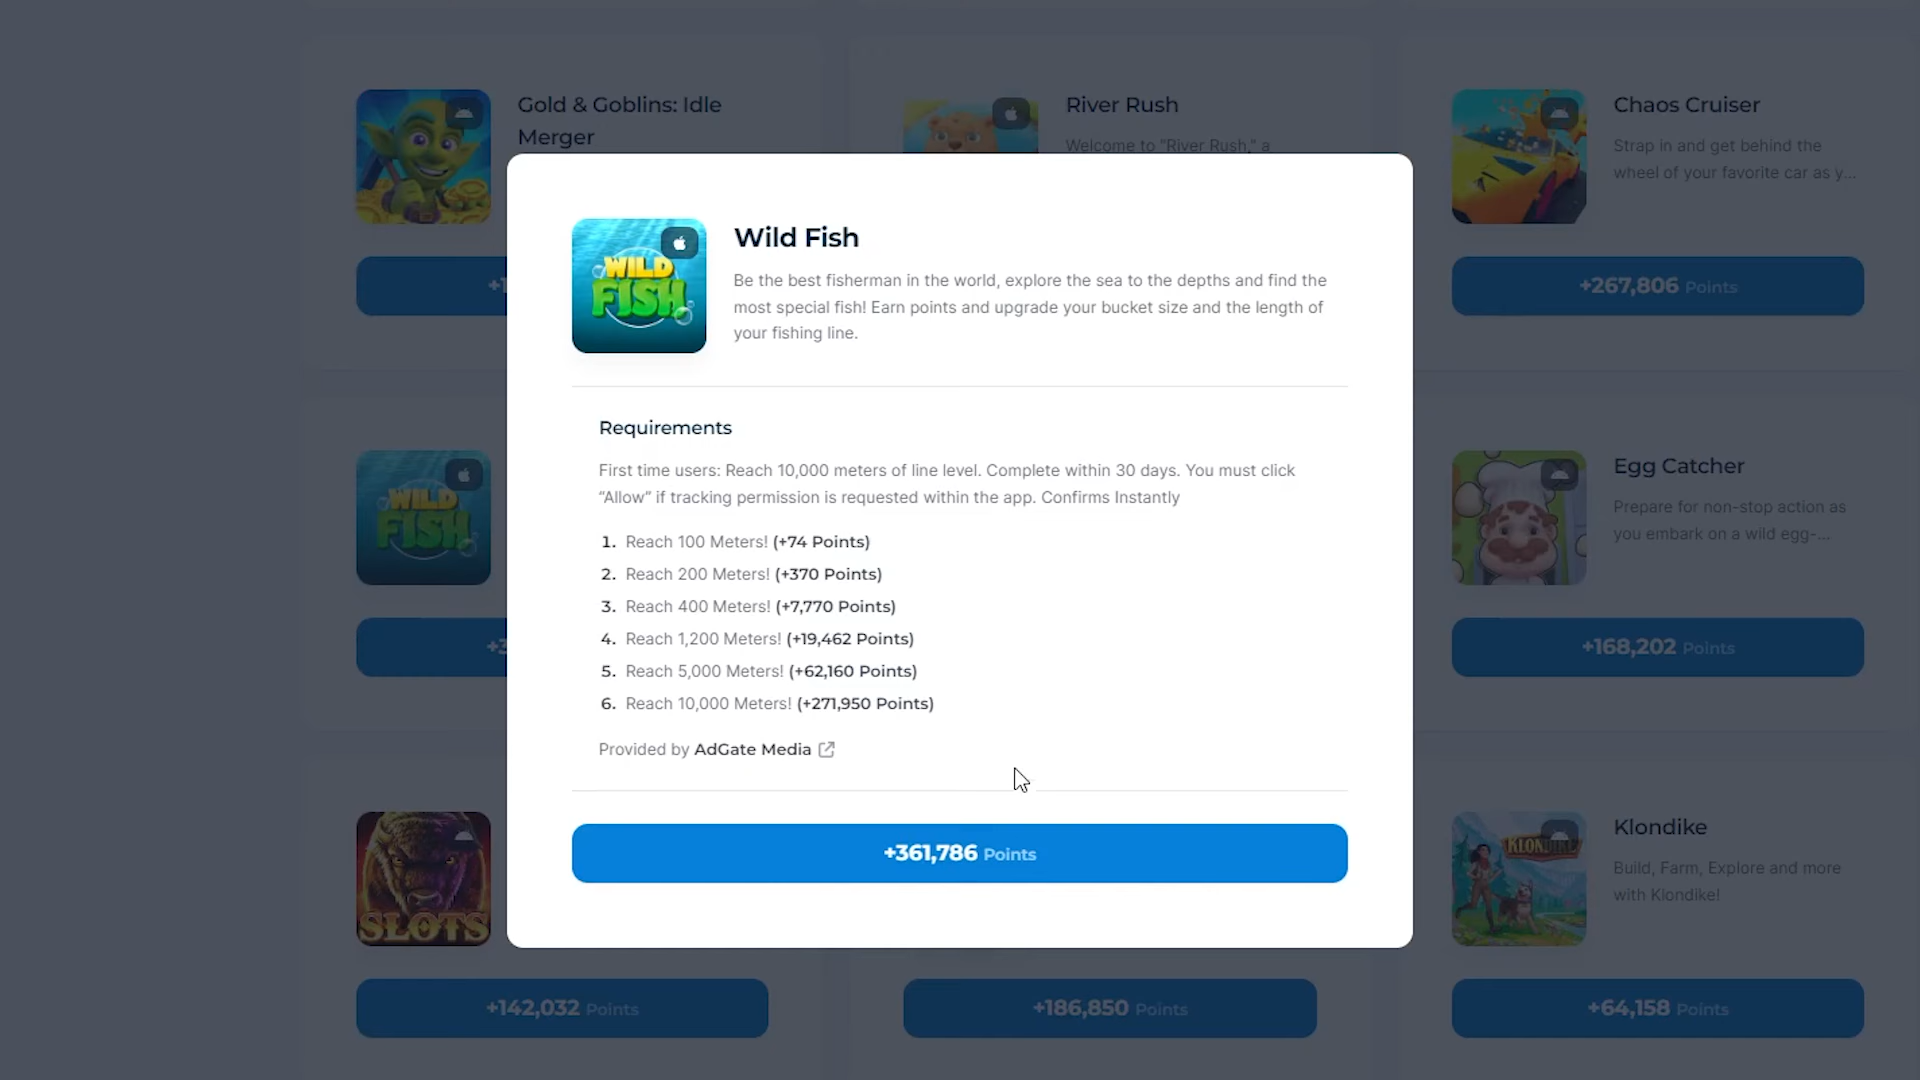 Gold & Goblins: Idle
Merger
River Rush
Welcome to "River Rush," a
Chaos Cruiser
Strap in and get behind the
wheel of your favorite car as y...
+267,806 Points
WILD
FISH
Wild Fish
Be the best fisherman in the world, explore the sea to the depths and find the
most special fish! Earn points and upgrade your bucket size and the length of
your fishing line.
Requirements
First time users: Reach 10,000 meters of line level. Complete within 30 days. You must click
“Allow” if tracking permission is requested within the app. Confirms Instantly
1. Reach 100 Meters! (+74 Points)
2. Reach 200 Meters! (+370 Points)
3. Reach 400 Meters! (+7,770 Points)
4. Reach 1,200 Meters! (+19,462 Points)
5. Reach 5,000 Meters! (+62,160 Points)
6. Reach 10,000 Meters! (+271,950 Points)
Provided by AdGate Media
+361,786 Points
WILD
FISH
Egg Catcher
Prepare for non-stop action as
you embark on a wild egg-...
+168,202 Points
SLOTS
+142,032 Points
+186,850 Points
KLONDIKE
Klondike
Build, Farm, Explore and more
with Klondike!
+64,158 Points